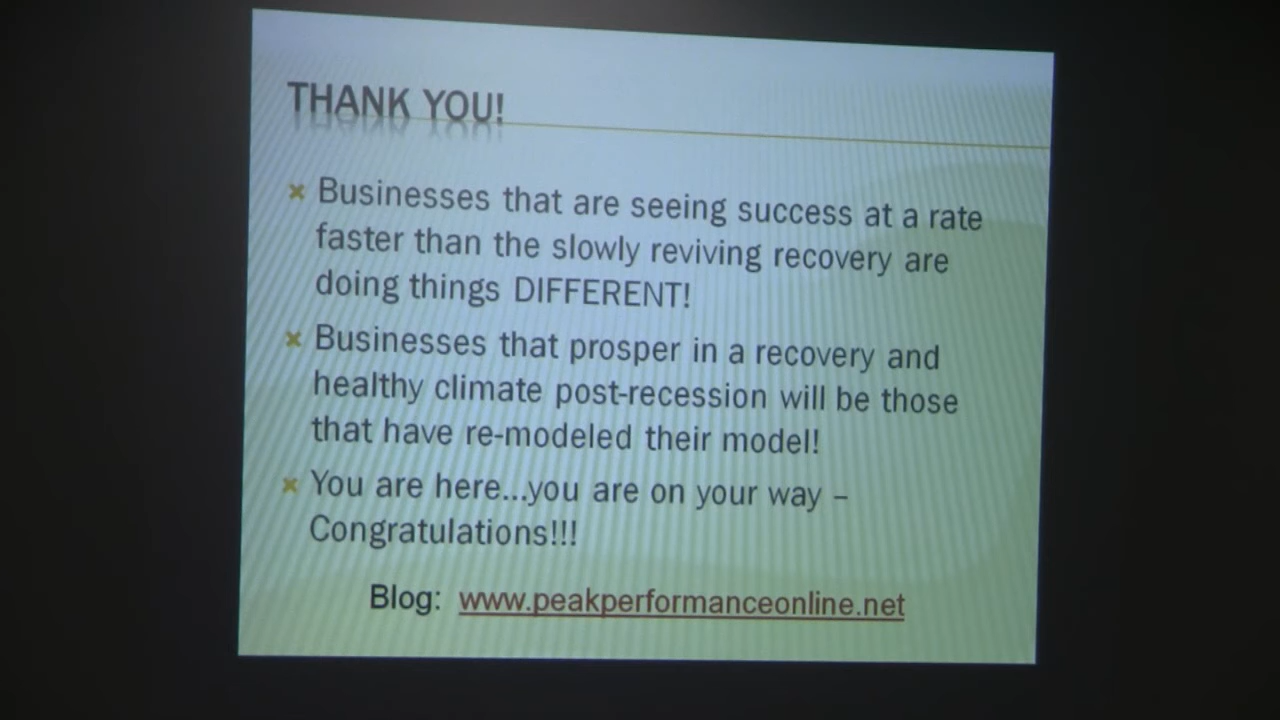 THANK YOU!
Businesses that are seeing success at a rate
faster than the slowly reviving recovery are
doing things DIFFERENT!
Businesses that prosper in a recovery and
healthy climate post-recession will be those
that have re-modeled their model!
You are here...you are on your way –
Congratulations!!!
Blog: www.peakperformanceonline.net